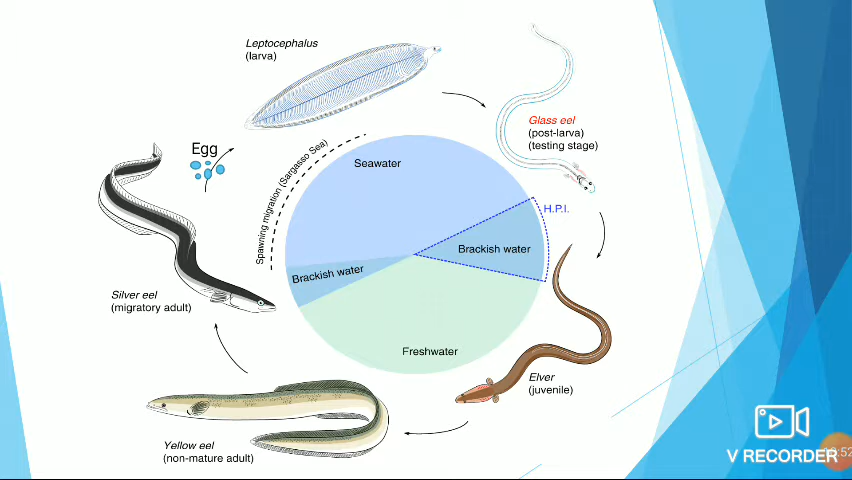 Leptocephalus
(larva)
Glass eel
(post-larva)
(testing stage)
Egg
Spawning migration (Sargasso Sea)
Seawater
H.P.I.
Brackish water
Brackish water
Silver eel
(migratory adult)
Freshwater
Elver
(juvenile)
Yellow eel
(non-mature adult)
V RECORDER